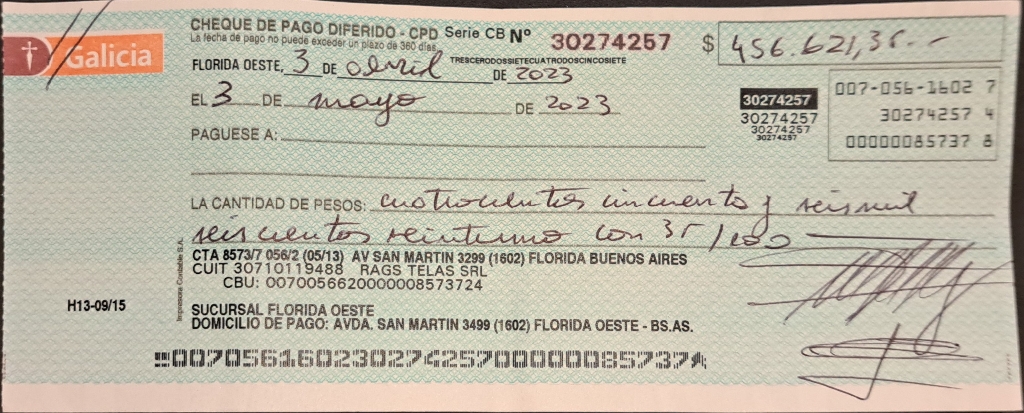 Galicia
CHEQUE DE PAGO DIFERIDO - CPD Serie CB Nº 30274257 $ 456.621,35.--
La fecha de pago no puede exceder un plazo de 360 días.
TRESCERODOSSIETECUATRODOSCINCOSIETE
FLORIDA OESTE, 3 DE abril DE 2023
007-056-1602 7
EL 3 DE mayo DE 2023
30274257
30274257 4
30274257
30274257
30274257
PAGUESE A:
00000085737 8
LA CANTIDAD DE PESOS: cuatrocientos cincuenta y seis mil
seiscientos veintiuno con 35/100
CTA 8573/7 056/2 (05/13) AV SAN MARTIN 3299 (1602) FLORIDA BUENOS AIRES
CUIT 30710119488 RAGS TELAS SRL
CBU: 0070056620000008573724
H13-09/15
Impresora Contable S.A.
SUCURSAL FLORIDA OESTE
DOMICILIO DE PAGO: AVDA. SAN MARTIN 3499 (1602) FLORIDA OESTE - BS.AS.
00705616023027425700000085737